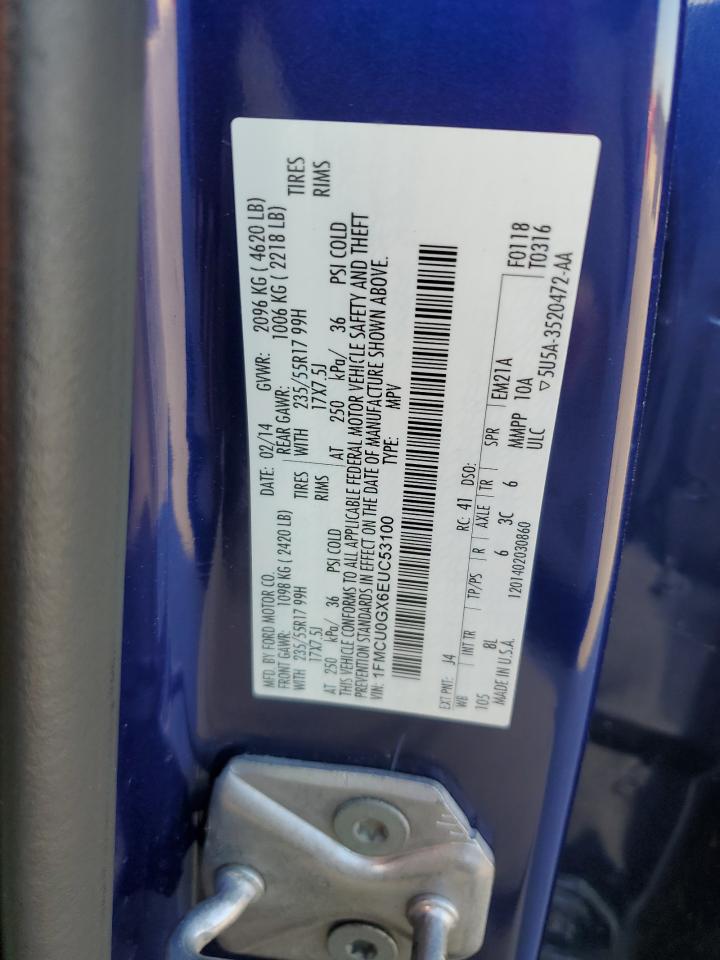 MFD. BY FORD MOTOR CO. DATE: 02/14 GVWR: 2096 KG ( 4620 LB)
FRONT GAWR: 1098 KG ( 2420 LB) REAR GAWR: 1006 KG ( 2218 LB)
WITH 235/55R17 99H TIRES WITH 235/55R17 99H TIRES
17X7.5J RIMS 17X7.5J RIMS
AT 250 kPa/ 36 PSI COLD AT 250 kPa/ 36 PSI COLD
THIS VEHICLE CONFORMS TO ALL APPLICABLE FEDERAL MOTOR VEHICLE SAFETY AND THEFT
PREVENTION STANDARDS IN EFFECT ON THE DATE OF MANUFACTURE SHOWN ABOVE.
VIN: 1FMCU0GX6EUC53100 TYPE: MPV
EXT PNT: J4 RC: 41 DSO: F0118
WB INT TR TP/PS R AXLE TR SPR EM21A T0316
105 8L 6 3C 6 MMPP 10A
MADE IN U.S.A. 1201402030860 ULC ▽5U5A-3520472-AA